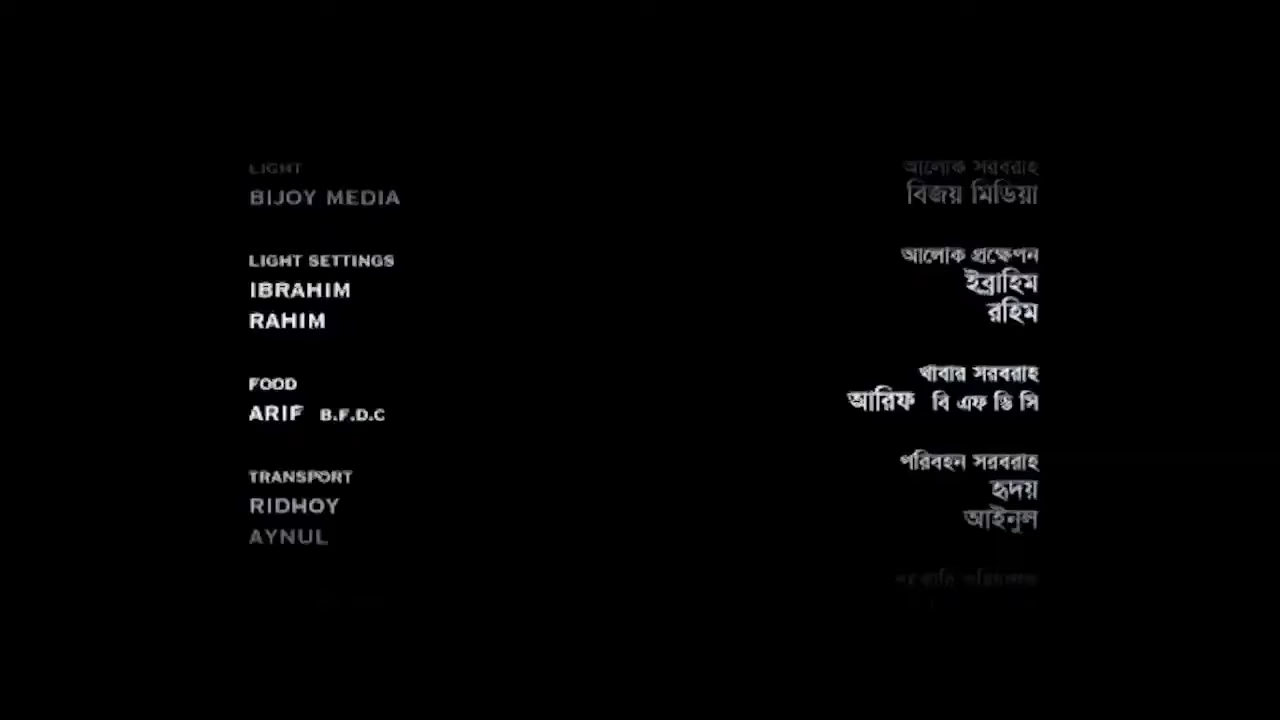 LIGHT
আলোক সরবরাহ
BIJOY MEDIA
বিজয় মিডিয়া
LIGHT SETTINGS
আলোক প্রক্ষেপন
IBRAHIM
ইব্রাহিম
RAHIM
রহিম
FOOD
খাবার সরবরাহ
ARIF B.F.D.C
আরিফ বি এফ ডি সি
TRANSPORT
পরিবহন সরবরাহ
RIDHOY
হৃদয়
AYNUL
আইনুল